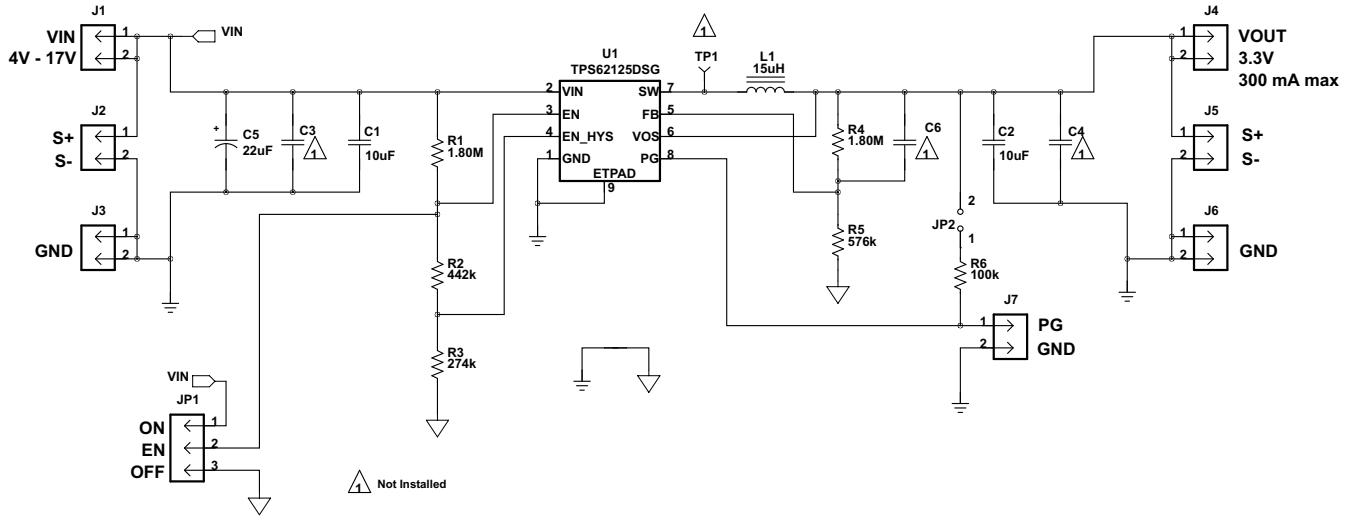 J1
VIN
4V - 17V
1
2
VIN
J2
S+
S-
1
2
J3
GND
1
2
+
C5
22uF
C3
1
C1
10uF
R1
1.80M
R2
442k
R3
274k
U1
TPS62125DSG
2 VIN
3 EN
4 EN_HYS
1 GND
SW 7
FB 5
VOS 6
PG 8
ETPAD
9
1
TP1
L1
15uH
R4
1.80M
C6
1
R5
576k
2
JP2
1
R6
100k
C2
10uF
C4
1
J4
1
2
VOUT
3.3V
300 mA max
J5
1
2
S+
S-
J6
1
2
GND
J7
1
2
PG
GND
VIN
JP1
ON
EN
OFF
1
2
3
1 Not Installed